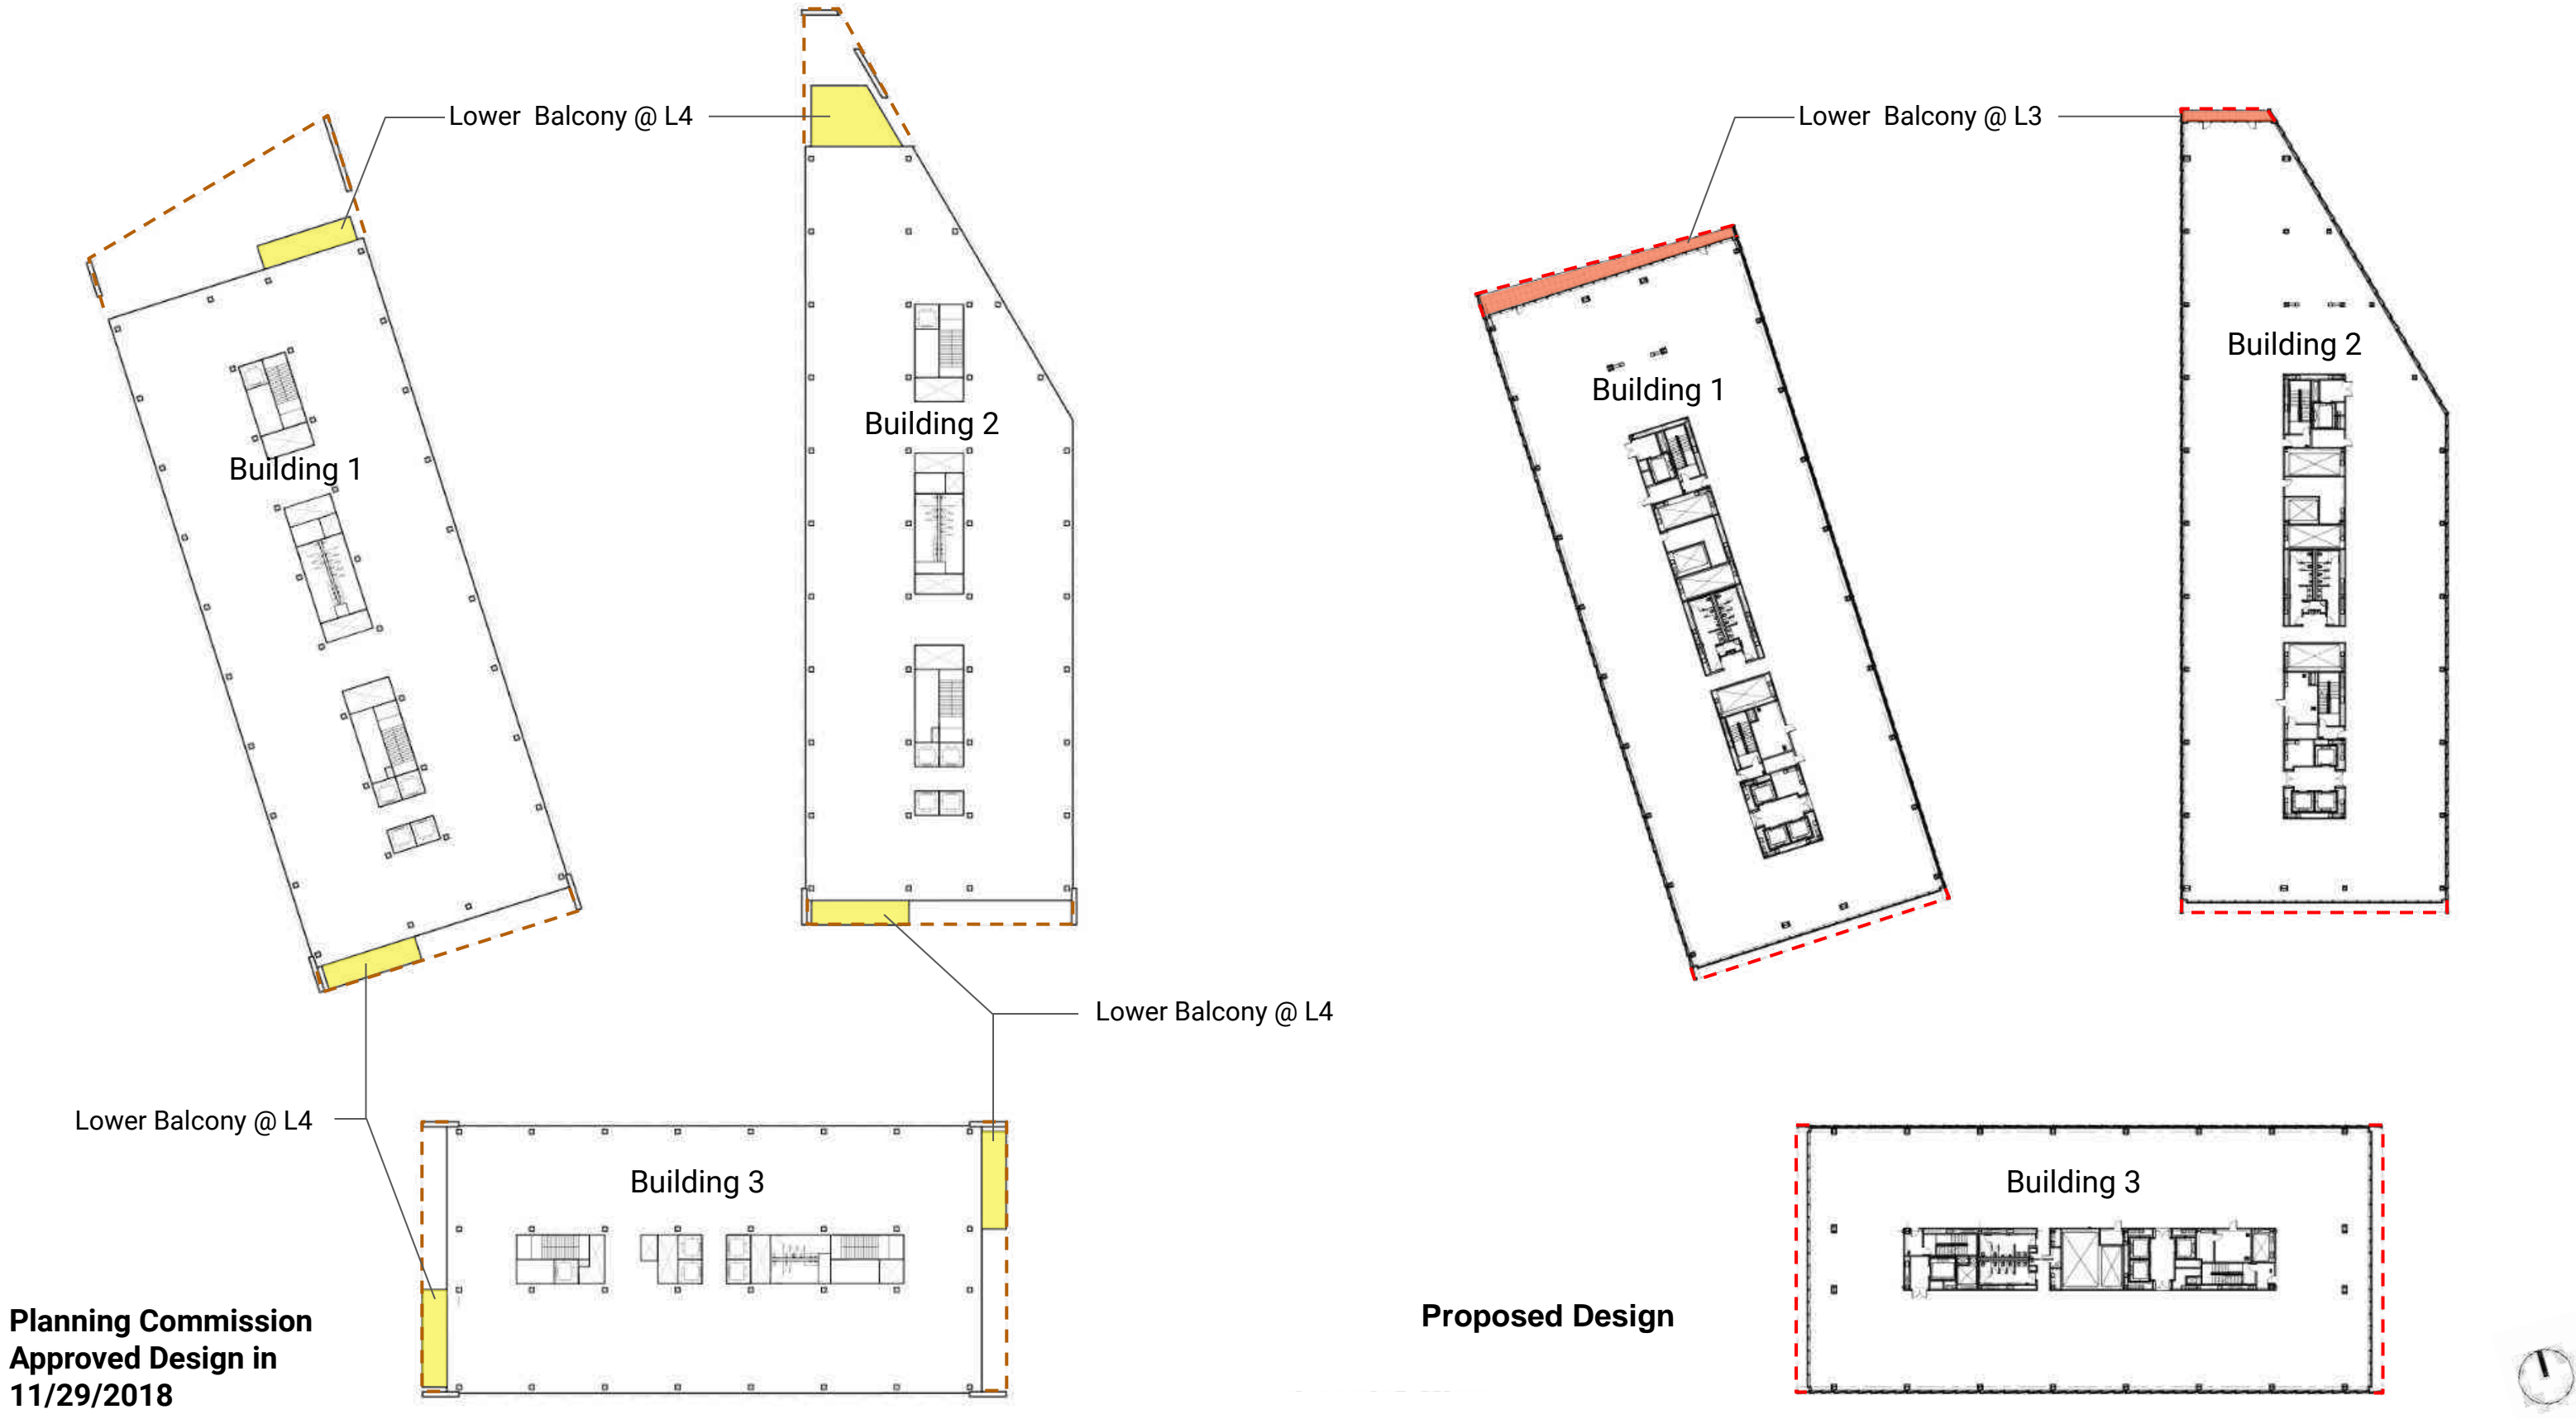 Lower Balcony @ L4
Building 1
Building 2
Lower Balcony @ L4
Lower Balcony @ L4
Building 3
Planning Commission
Approved Design in
11/29/2018
Lower Balcony @ L3
Building 1
Building 2
Building 3
Proposed Design